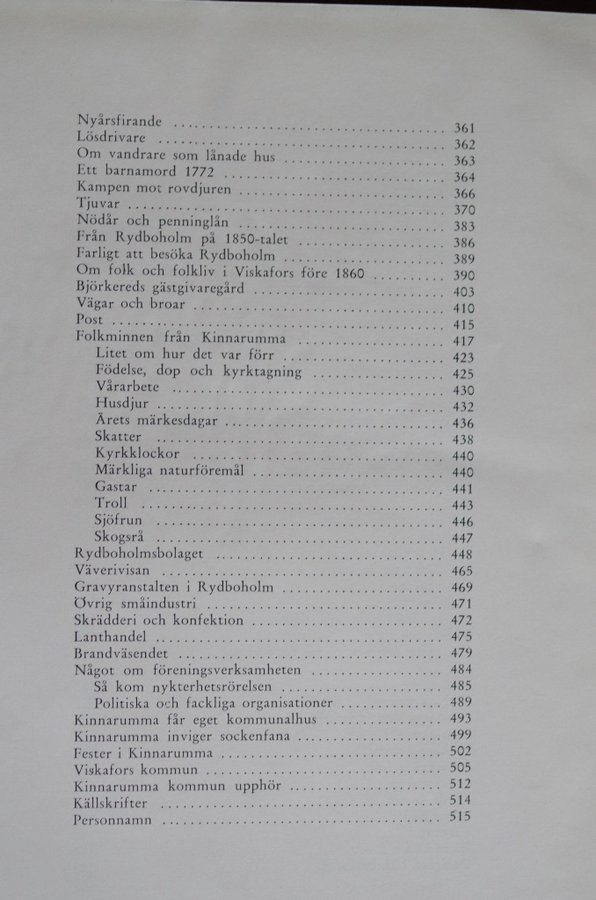 Nyårsfirande ..................................... 361
Lösdrivare ....................................... 362
Om vandrare som lånade hus ....................... 363
Ett barnamord 1772 ............................... 364
Kampen mot rovdjuren ............................. 366
Tjuvar ........................................... 370
Nödår och penninglån ............................. 383
Från Rydboholm på 1850-talet ..................... 386
Farligt att besöka Rydboholm ..................... 389
Om folk och folkliv i Viskafors före 1860 .......... 390
Björkereds gästgivaregård ........................ 403
Vägar och broar .................................. 410
Post ............................................. 415
Folkminnen från Kinnarumma ....................... 417
Litet om hur det var förr ........................ 423
Födelse, dop och kyrktagning ..................... 425
Vårarbete ........................................ 430
Husdjur .......................................... 432
Årets märkesdagar ................................ 436
Skatter .......................................... 438
Kyrkklockor ...................................... 440
Märkliga naturföremål ............................ 440
Gastar ........................................... 441
Troll ............................................ 443
Sjöfrun .......................................... 446
Skogsrå .......................................... 447
Rydboholmsbolaget ................................ 448
Väverivisan ...................................... 465
Gravyranstalten i Rydboholm ...................... 469
Övrig småindustri ................................ 471
Skrädderi och konfektion ......................... 472
Lanthandel ....................................... 475
Brandväsendet .................................... 479
Något om föreningsverksamheten ................... 484
Så kom nykterhetsrörelsen ........................ 485
Politiska och fackliga organisationer .............. 489
Kinnarumma får eget kommunalhus .................. 493
Kinnarumma inviger sockenfana .................... 499
Fester i Kinnarumma .............................. 502
Viskafors kommun ................................. 505
Kinnarumma kommun upphör ......................... 512
Källskrifter ..................................... 514
Personnamn ....................................... 515